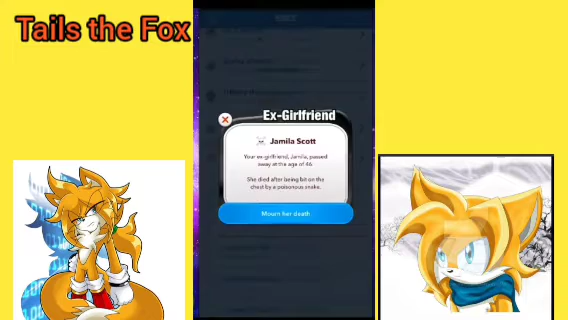 Tails the Fox
Ex-Girlfriend
Jamila Scott
Your ex-girlfriend, Jamila, passed
away at the age of 46.
She died after being bit on the
chest by a poisonous snake.
Mourn her death